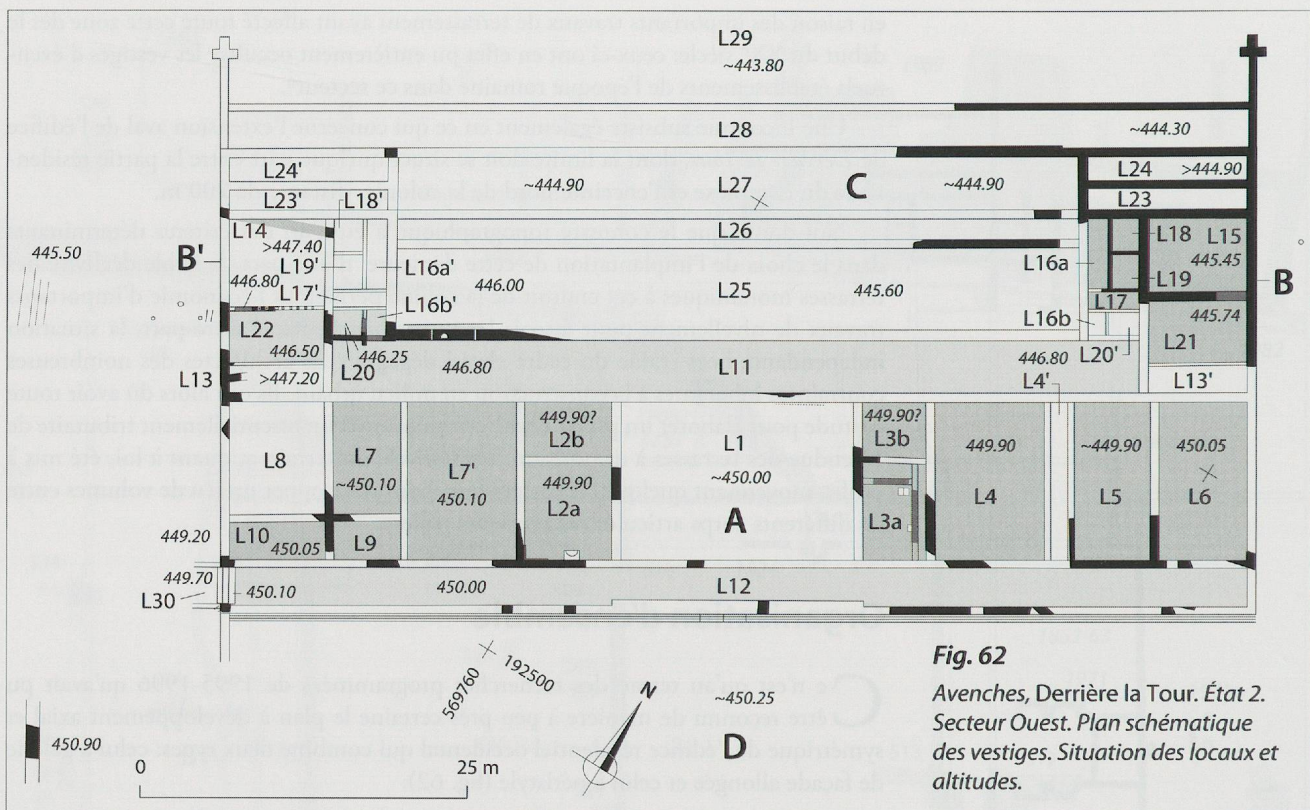 L29
~443.80
L28
~444.30
L24'
L24
>444.90
~444.90
L27
C
~444.90
L23'
L18'
L23
L14
L26
L18
L15
>447.40
445.50
B'
L19'
L16a'
L16a
445.45
446.80
L17'
446.00
L25
445.60
L19
B
L16b'
L17
445.74
L22
L16b
446.50
446.25
L20
L20'
L21
446.80
446.80
L13
>447.20
L11
L4'
L13'
449.90?
449.90?
L2b
L1
L3b
L8
L7
L7'
~450.00
449.90
~449.90
450.05
~450.10
450.10
449.90
L2a
A
L3a
L4
L5
L6
449.20
L10
450.05
L9
449.70
450.10
450.00
L12
L30
569760
192500
N
~450.25
D
450.90
0
25 m
Fig. 62
Avenches, Derrière la Tour. État 2.
Secteur Ouest. Plan schématique
des vestiges. Situation des locaux et
altitudes.